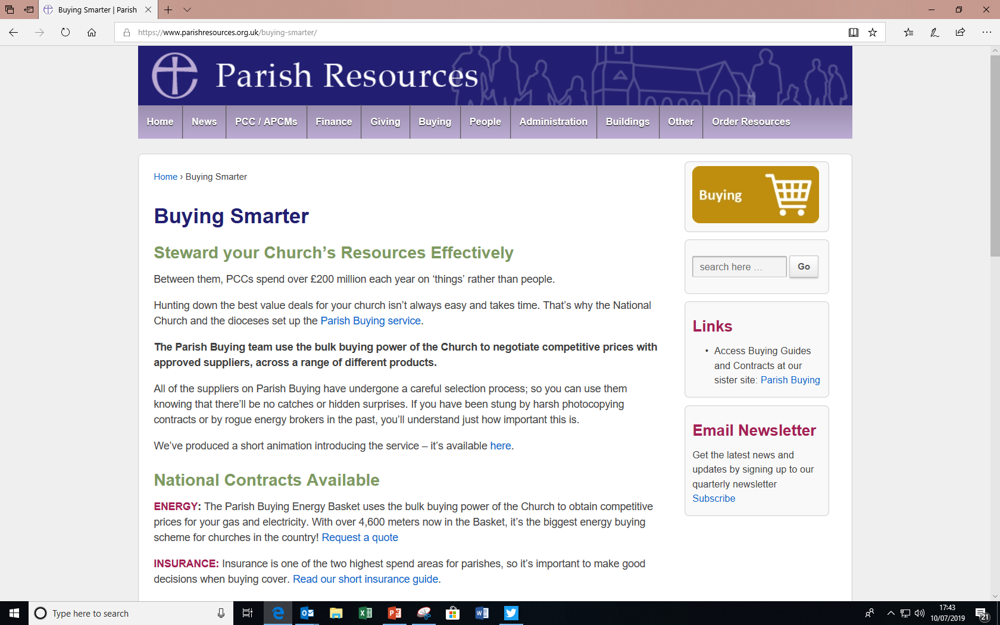 Buying Smarter | Parish
https://www.parishresources.org.uk/buying-smarter/
Parish Resources
Home News PCC / APCMs Finance Giving Buying People Administration Buildings Other Order Resources
Home › Buying Smarter
Buying Smarter
Steward your Church’s Resources Effectively
Between them, PCCs spend over £200 million each year on ‘things’ rather than people.
Hunting down the best value deals for your church isn’t always easy and takes time. That’s why the National
Church and the dioceses set up the Parish Buying service.
The Parish Buying team use the bulk buying power of the Church to negotiate competitive prices with
approved suppliers, across a range of different products.
All of the suppliers on Parish Buying have undergone a careful selection process; so you can use them
knowing that there’ll be no catches or hidden surprises. If you have been stung by harsh photocopying
contracts or by rogue energy brokers in the past, you’ll understand just how important this is.
We’ve produced a short animation introducing the service – it’s available here.
National Contracts Available
ENERGY: The Parish Buying Energy Basket uses the bulk buying power of the Church to obtain competitive
prices for your gas and electricity. With over 4,600 meters now in the Basket, it’s the biggest energy buying
scheme for churches in the country! Request a quote
INSURANCE: Insurance is one of the two highest spend areas for parishes, so it’s important to make good
decisions when buying cover. Read our short insurance guide.
Buying
search here …
Go
Links
• Access Buying Guides
and Contracts at our
sister site: Parish Buying
Email Newsletter
Get the latest news and
updates by signing up to our
quarterly newsletter
Subscribe
Type here to search
17:43
10/07/2019
21